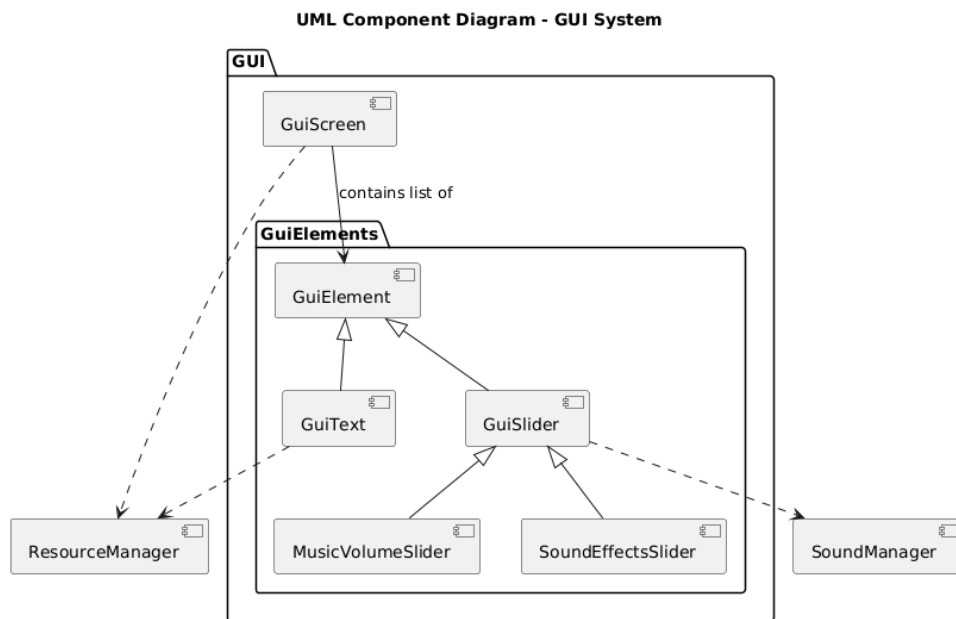 UML Component Diagram - GUI System
GUI
GuiScreen
contains list of
GuiElements
GuiElement
GuiText
GuiSlider
ResourceManager
MusicVolumeSlider
SoundEffectsSlider
SoundManager